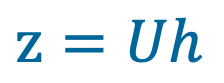 z = Uh